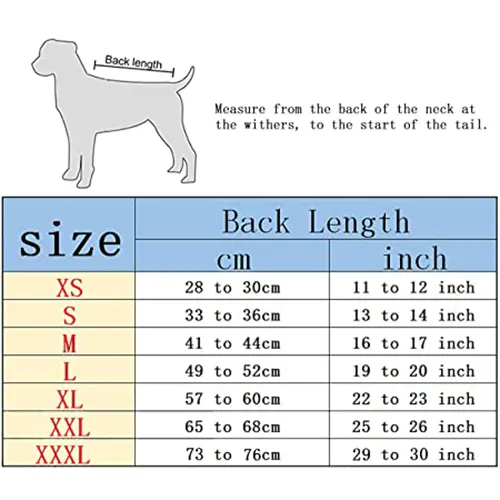 Back length
Measure from the back of the neck at
the withers, to the start of the tail.
size Back Length
cm inch
XS 28 to 30cm 11 to 12 inch
S 33 to 36cm 13 to 14 inch
M 41 to 44cm 16 to 17 inch
L 49 to 52cm 19 to 20 inch
XL 57 to 60cm 22 to 23 inch
XXL 65 to 68cm 25 to 26 inch
XXXL 73 to 76cm 29 to 30 inch